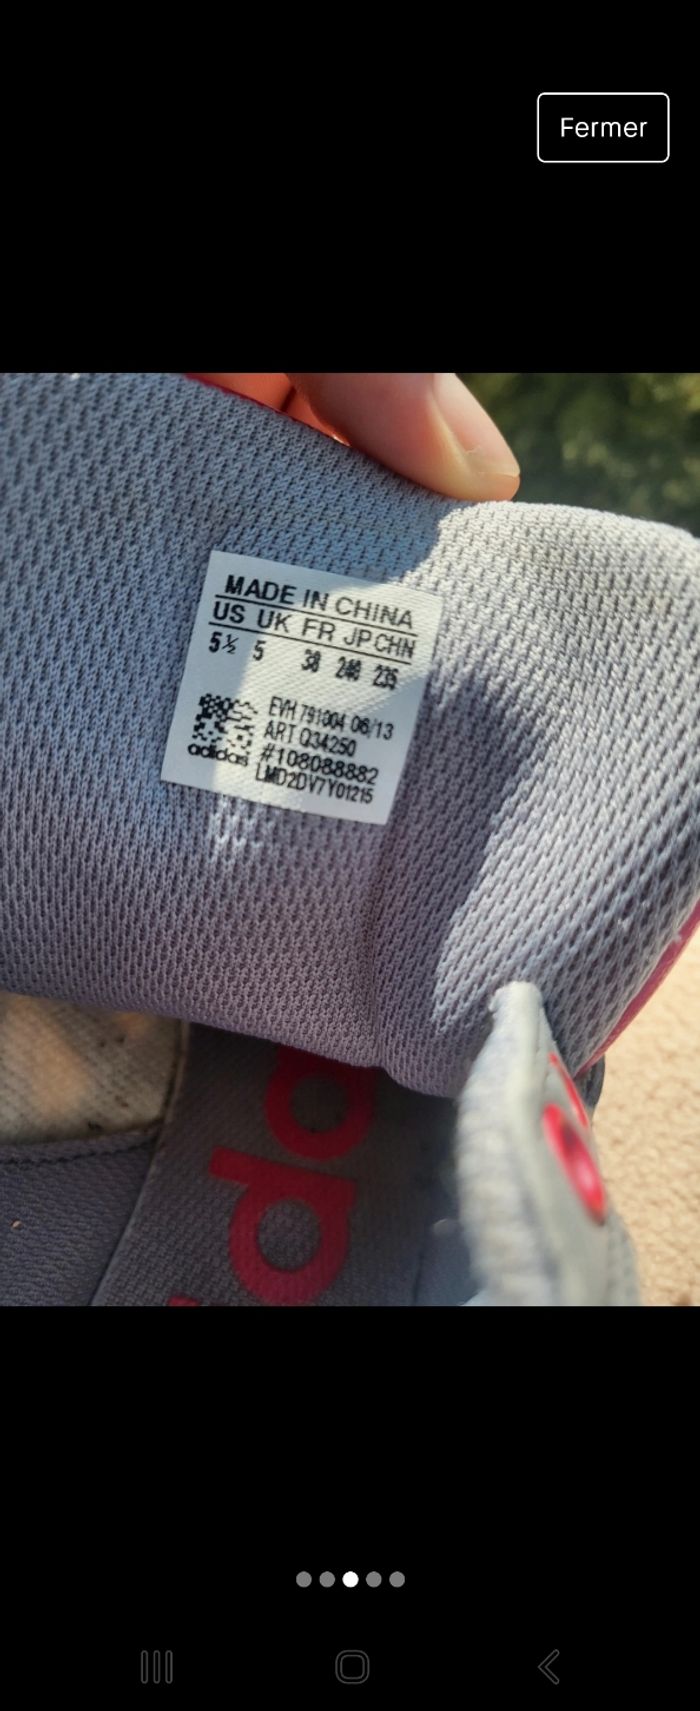 Fermer
MADE IN CHINA
US UK FR JP CHN
5½ 5 38 240 235
EVH 791004 06/13
ART Q34250
#108088882
LMD2DV7Y01215
adidas